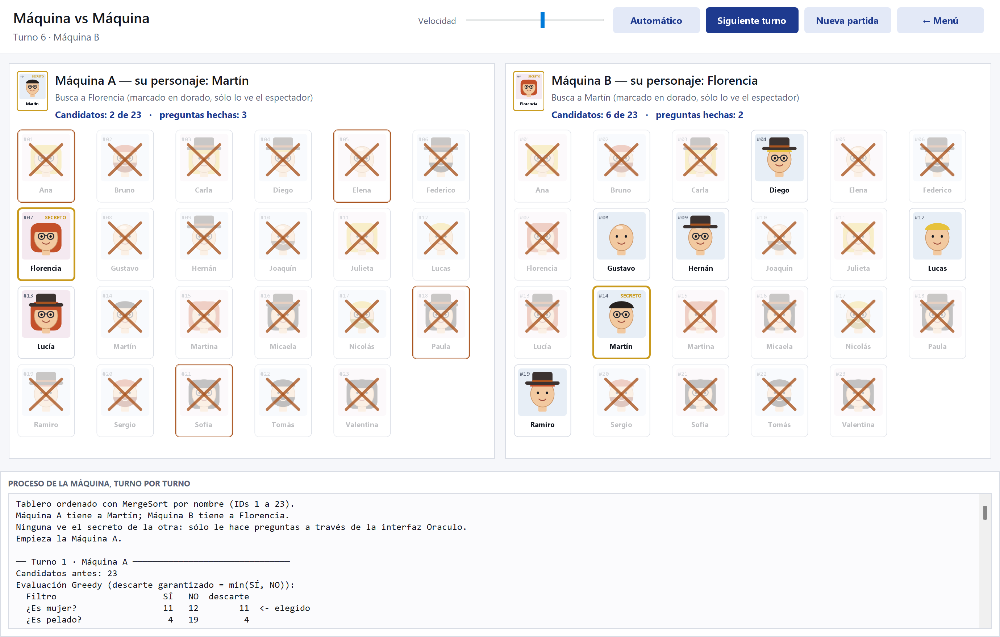 Máquina vs Máquina
Turno 6 · Máquina B
Velocidad
Automático
Siguiente turno
Nueva partida
← Menú
#14 SECRETO
Martín
Máquina A — su personaje: Martín
Busca a Florencia (marcado en dorado, sólo lo ve el espectador)
Candidatos: 2 de 23 · preguntas hechas: 3
#01 #02 #03 #04 #05 #06
Ana Bruno Carla Diego Elena Federico
#07 SECRETO #08 #09 #10 #11 #12
Florencia Gustavo Hernán Joaquín Julieta Lucas
#13 #14 #15 #16 #17 #18
Lucía Martín Martina Micaela Nicolás Paula
#19 #20 #21 #22 #23
Ramiro Sergio Sofía Tomás Valentina
#07 SECRETO
Florencia
Máquina B — su personaje: Florencia
Busca a Martín (marcado en dorado, sólo lo ve el espectador)
Candidatos: 6 de 23 · preguntas hechas: 2
#01 #02 #03 #04 #05 #06
Ana Bruno Carla Diego Elena Federico
#07 #08 #09 #10 #11 #12
Florencia Gustavo Hernán Joaquín Julieta Lucas
#13 #14 SECRETO #15 #16 #17 #18
Lucía Martín Martina Micaela Nicolás Paula
#19 #20 #21 #22 #23
Ramiro Sergio Sofía Tomás Valentina
PROCESO DE LA MÁQUINA, TURNO POR TURNO
Tablero ordenado con MergeSort por nombre (IDs 1 a 23).
Máquina A tiene a Martín; Máquina B tiene a Florencia.
Ninguna ve el secreto de la otra: sólo le hace preguntas a través de la interfaz Oraculo.
Empieza la Máquina A.
── Turno 1 · Máquina A ───────────────────────────────
Candidatos antes: 23
Evaluación Greedy (descarte garantizado = min(SÍ, NO)):
Filtro SÍ NO descarte
¿Es mujer? 11 12 11 <- elegido
¿Es pelado? 4 19 4